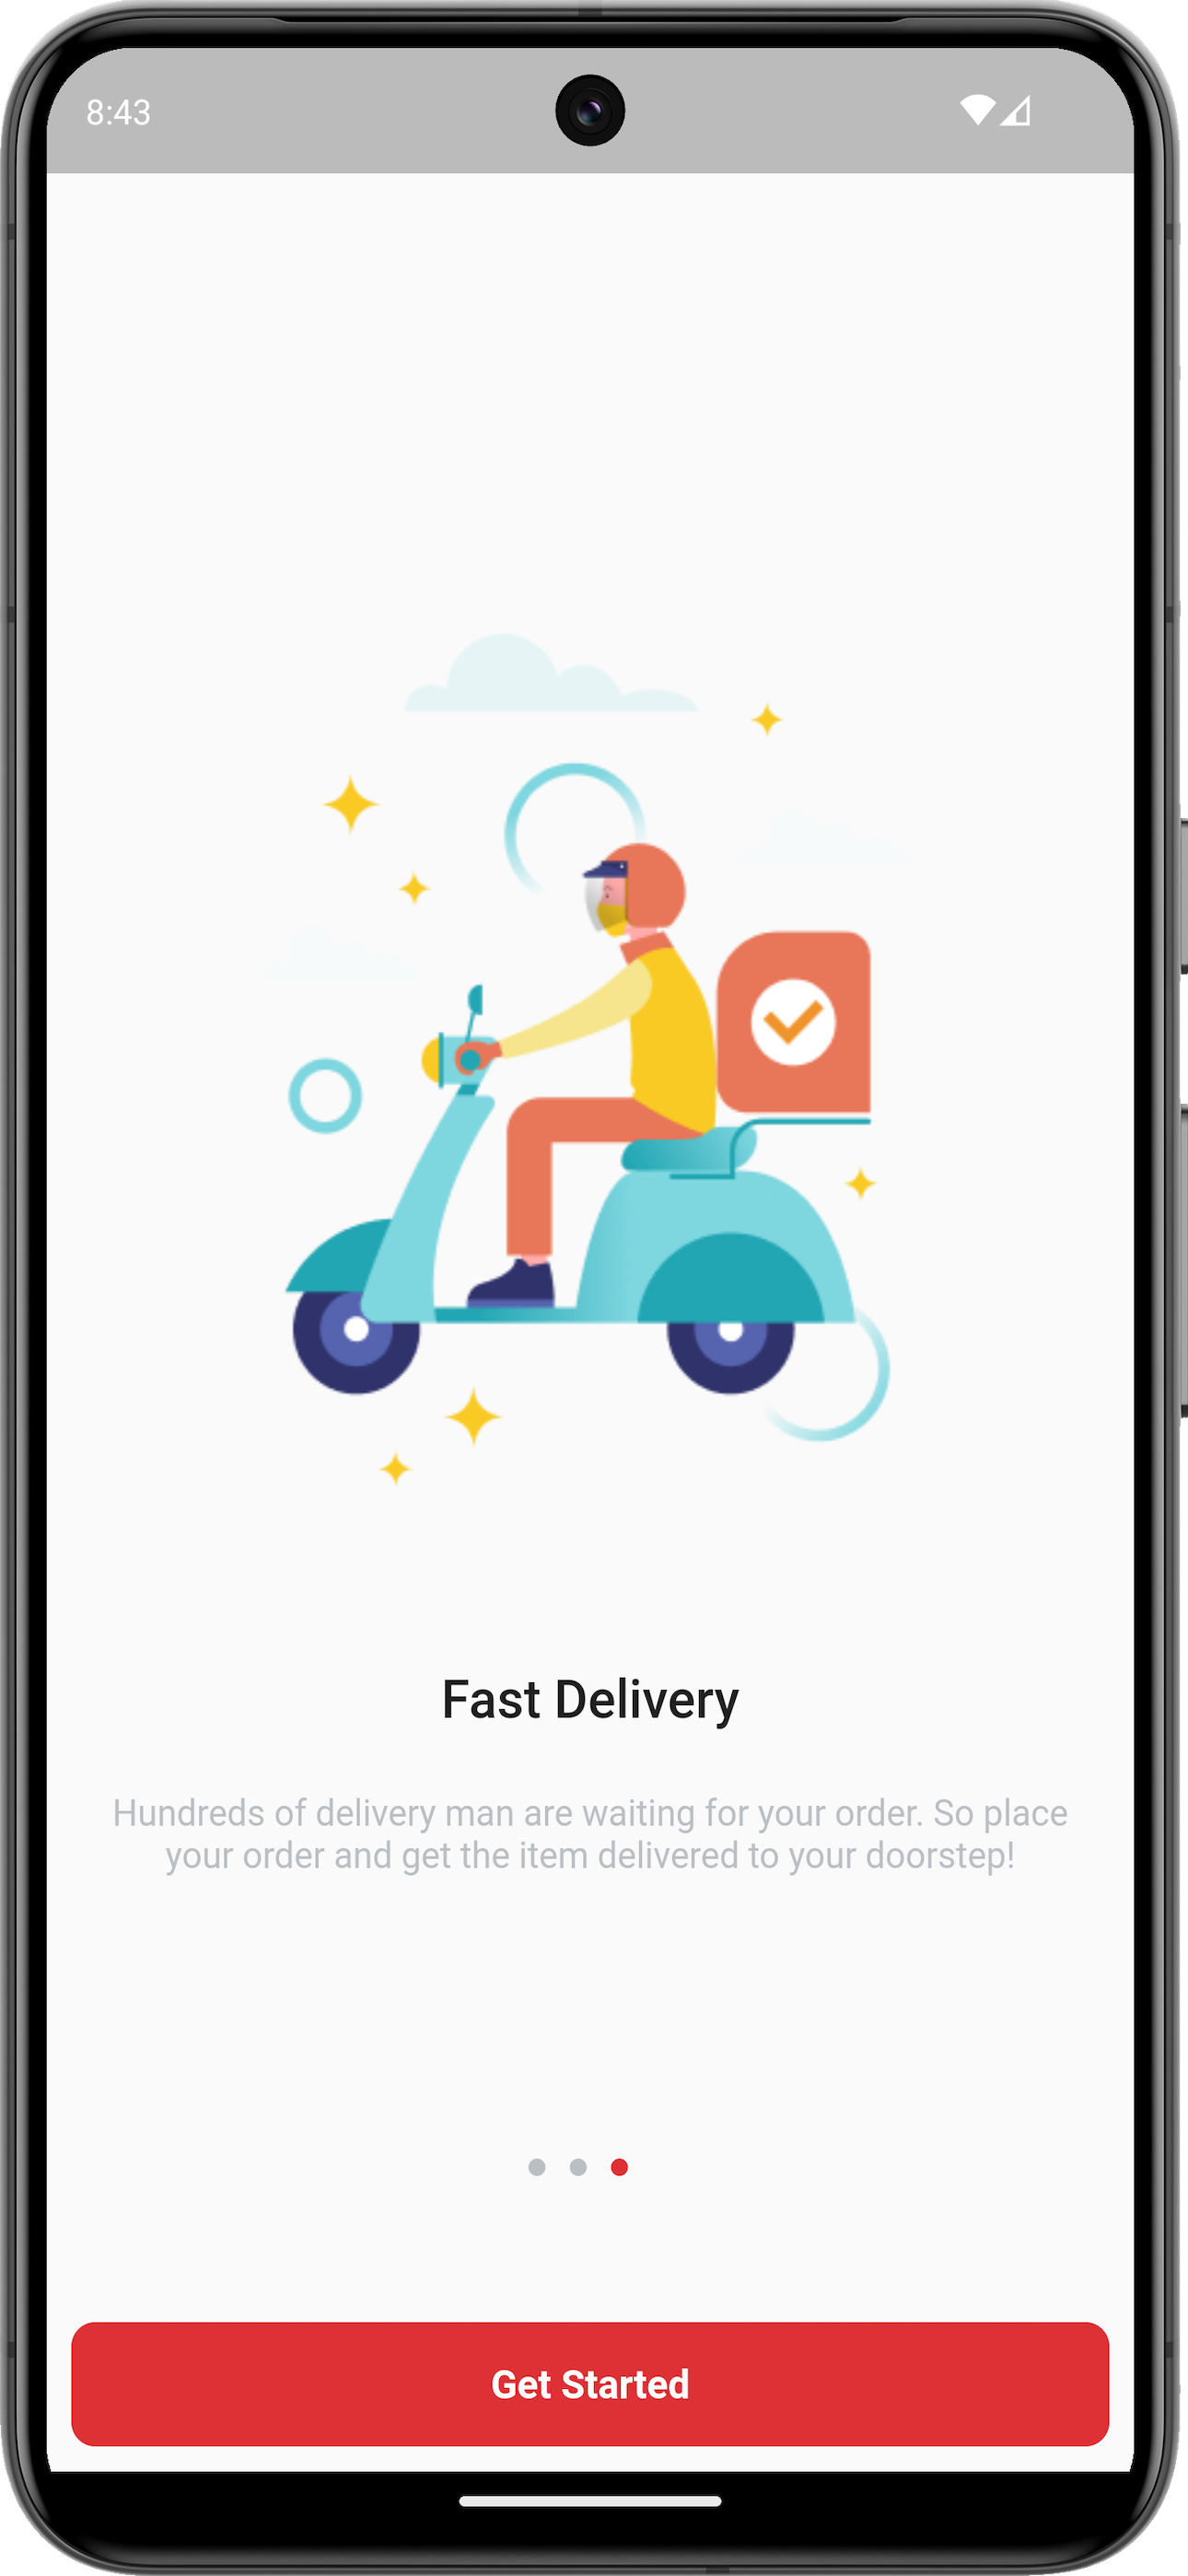 8:43
Fast Delivery
Hundreds of delivery man are waiting for your order. So place
your order and get the item delivered to your doorstep!
Get Started